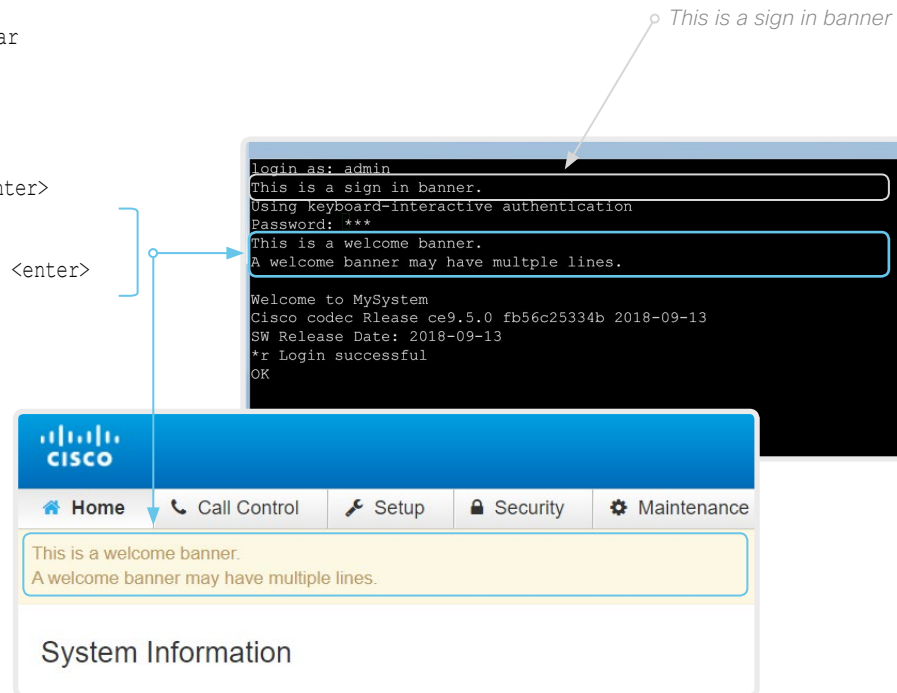 This is a sign in banner
ar
nter>
<enter>
login as: admin
This is a sign in banner.
Using keyboard-interactive authentication
Password: ***
This is a welcome banner.
A welcome banner may have multple lines.
Welcome to MySystem
Cisco codec Rlease ce9.5.0 fb56c25334b 2018-09-13
SW Release Date: 2018-09-13
*r Login successful
OK
CISCO
Home Call Control Setup Security Maintenance
This is a welcome banner.
A welcome banner may have multiple lines.
System Information